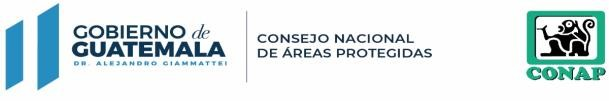 GOBIERNO de
GUATEMALA
DR. ALEJANDRO GIAMMATTEI
CONSEJO NACIONAL
DE ÁREAS PROTEGIDAS
CONAP